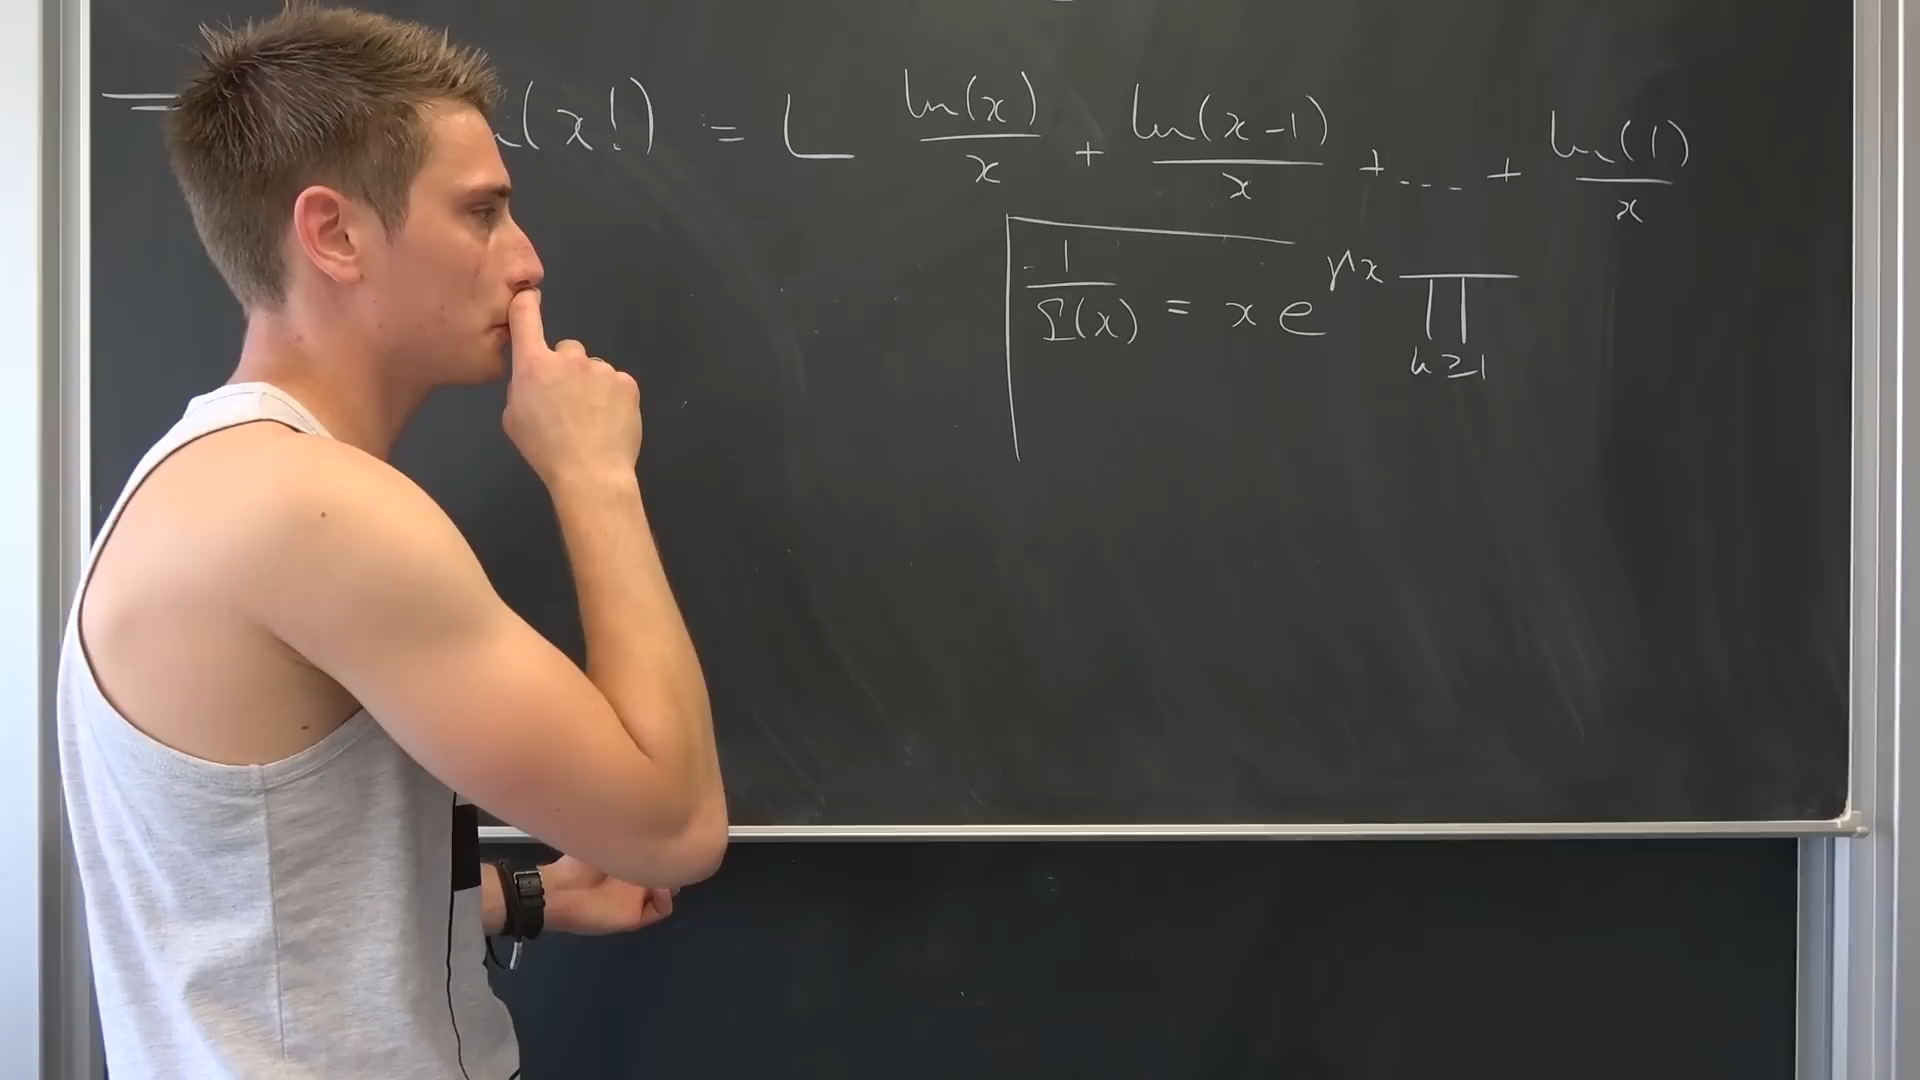 = ln(x!) = L ln(x)/x + ln(x-1)/x + ... + ln(1)/x
1/Γ(x) = x e^{γx} ∏_{k≥1}